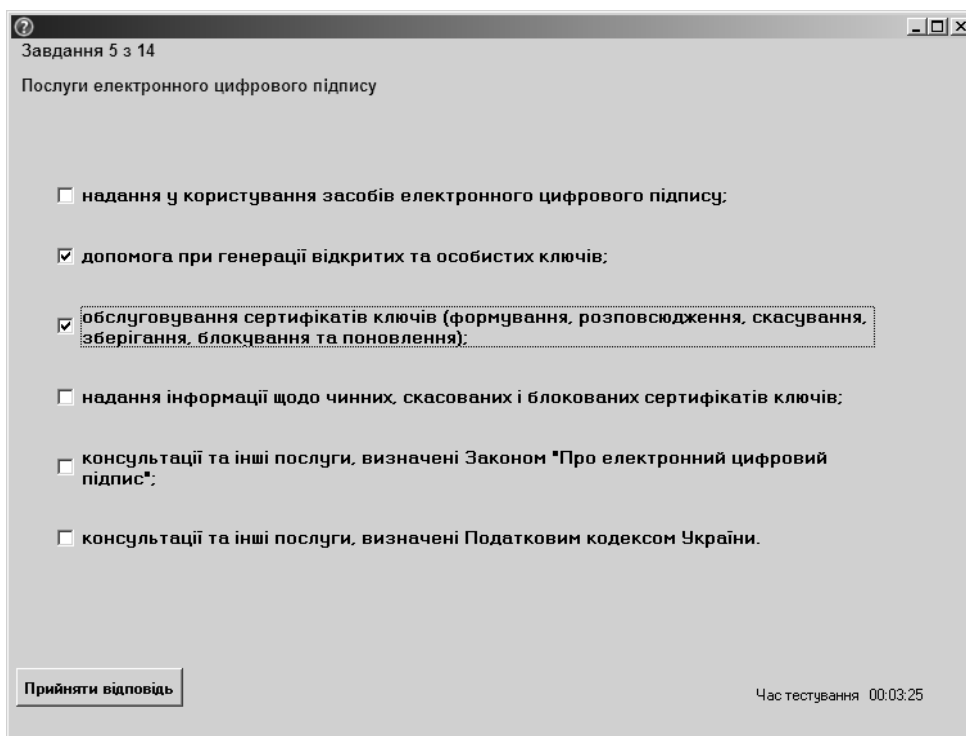 Завдання 5 з 14
Послуги електронного цифрового підпису
надання у користування засобів електронного цифрового підпису;
допомога при генерації відкритих та особистих ключів;
обслуговування сертифікатів ключів (формування, розповсюдження, скасування,
зберігання, блокування та поновлення);
надання інформації щодо чинних, скасованих і блокованих сертифікатів ключів;
консультації та інші послуги, визначені Законом "Про електронний цифровий
підпис";
консультації та інші послуги, визначені Податковим кодексом України.
Прийняти відповідь
Час тестування 00:03:25